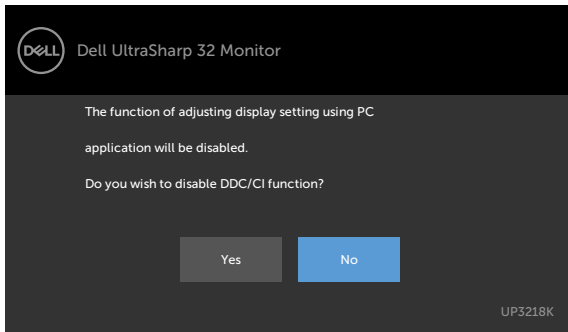 DELL
Dell UltraSharp 32 Monitor
The function of adjusting display setting using PC
application will be disabled.
Do you wish to disable DDC/CI function?
Yes No
UP3218K